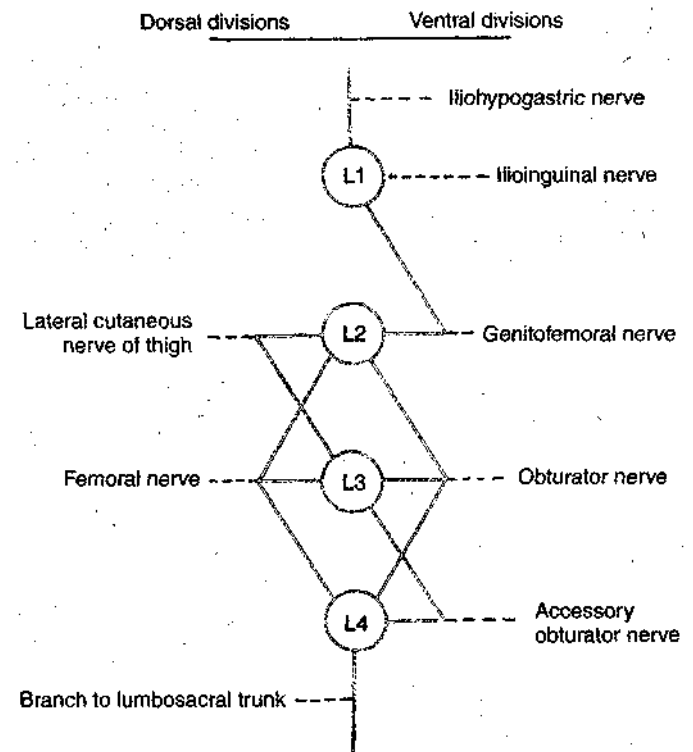 Dorsal divisions
Ventral divisions
Iliohypogastric nerve
L1
Ilioinguinal nerve
Lateral cutaneous
nerve of thigh
L2
Genitofemoral nerve
Femoral nerve
L3
Obturator nerve
L4
Accessory
obturator nerve
Branch to lumbosacral trunk